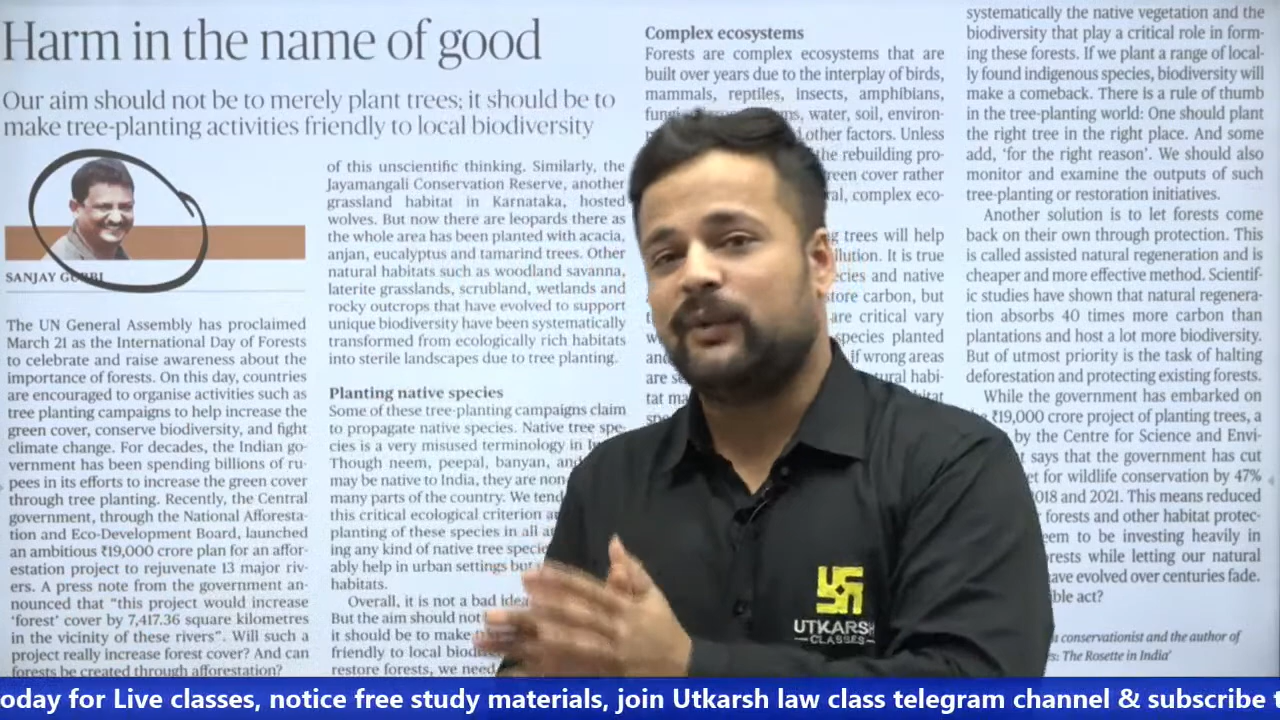 Harm in the name of good
Our aim should not be to merely plant trees; it should be to
make tree-planting activities friendly to local biodiversity
SANJAY GUBBI
The UN General Assembly has proclaimed
March 21 as the International Day of Forests
to celebrate and raise awareness about the
importance of forests. On this day, countries
are encouraged to organise activities such as
tree planting campaigns to help increase the
green cover, conserve biodiversity, and fight
climate change. For decades, the Indian go-
vernment has been spending billions of ru-
pees in its efforts to increase the green cover
through tree planting. Recently, the Central
government, through the National Afforesta-
tion and Eco-Development Board, launched
an ambitious ₹19,000 crore plan for an affor-
estation project to rejuvenate 13 major riv-
ers. A press note from the government an-
nounced that “this project would increase
‘forest’ cover by 7,417.36 square kilometres
in the vicinity of these rivers”. Will such a
project really increase forest cover? And can
forests be created through afforestation?
of this unscientific thinking. Similarly, the
Jayamangali Conservation Reserve, another
grassland habitat in Karnataka, hosted
wolves. But now there are leopards there as
the whole area has been planted with acacia,
anjan, eucalyptus and tamarind trees. Other
natural habitats such as woodland savanna,
laterite grasslands, scrubland, wetlands and
rocky outcrops that have evolved to support
unique biodiversity have been systematically
transformed from ecologically rich habitats
into sterile landscapes due to tree planting.
Planting native species
Some of these tree-planting campaigns claim
to propagate native species. Native tree spe-
cies is a very misused terminology in
Though neem, peepal, banyan, and
may be native to India, they are non
many parts of the country. We tend
this critical ecological criterion
planting of these species in all
ing any kind of native tree specie
ably help in urban settings but
habitats.
Overall, it is not a bad idea
But the aim should not
it should be to make
friendly to local
restore forests, we need
Complex ecosystems
Forests are complex ecosystems that are
built over years due to the interplay of birds,
mammals, reptiles, insects, amphibians,
water, soil, environ-
other factors. Unless
the rebuilding pro-
reen cover rather
ral, complex eco-
g trees will help
llution. It is true
ecies and native
store carbon, but
are critical vary
species planted
and if wrong areas
are ural habi-
tat ma
systematically the native vegetation and the
biodiversity that play a critical role in form-
ing these forests. If we plant a range of local-
ly found indigenous species, biodiversity will
make a comeback. There is a rule of thumb
in the tree-planting world: One should plant
the right tree in the right place. And some
add, ‘for the right reason’. We should also
monitor and examine the outputs of such
tree-planting or restoration initiatives.
Another solution is to let forests come
back on their own through protection. This
is called assisted natural regeneration and is
cheaper and more effective method. Scientif-
ic studies have shown that natural regenera-
tion absorbs 40 times more carbon than
plantations and host a lot more biodiversity.
But of utmost priority is the task of halting
deforestation and protecting existing forests.
While the government has embarked on
₹19,000 crore project of planting trees, a
by the Centre for Science and Envi-
t says that the government has cut
et for wildlife conservation by 47%
018 and 2021. This means reduced
forests and other habitat protec-
eem to be investing heavily in
rests while letting our natural
ave evolved over centuries fade.
ble act?
a conservationist and the author of
s: The Rosette in India'
UTKARSH
CLASSES
oday for Live classes, notice free study materials, join Utkarsh law class telegram channel & subscribe t